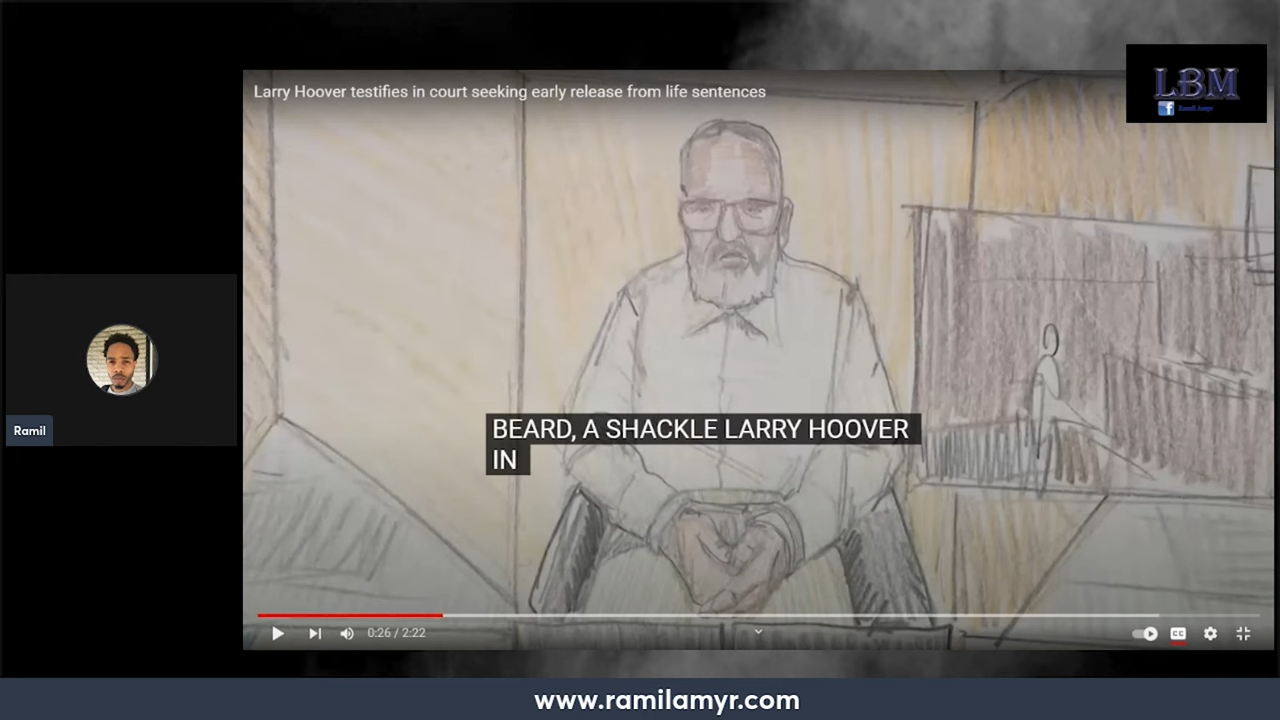 Larry Hoover testifies in court seeking early release from life sentences
LBM
f Ramil Amyr
BEARD, A SHACKLE LARRY HOOVER
IN
Ramil
0:26 / 2:22
CC
www.ramilamyr.com